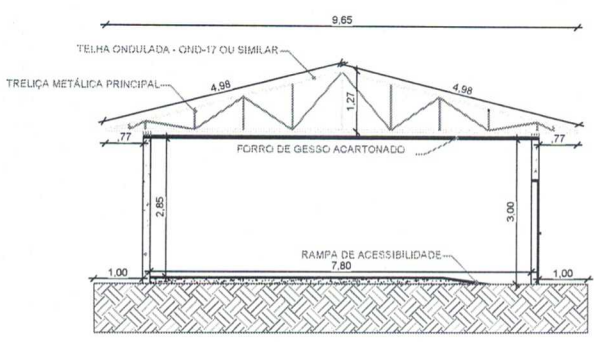 9,65
TELHA ONDULADA - OND-17 OU SIMILAR
TRELIÇA METÁLICA PRINCIPAL
4,98
4,98
1,27
,77
,77
FORRO DE GESSO ACARTONADO
2,85
3,00
RAMPA DE ACESSIBILIDADE
1,00
7,80
1,00